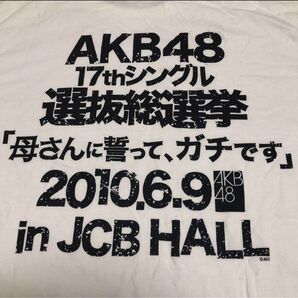 AKB48
17thシングル
選抜総選挙
「母さんに誓って、ガチです」
2010.6.9 AKB48
in JCB HALL